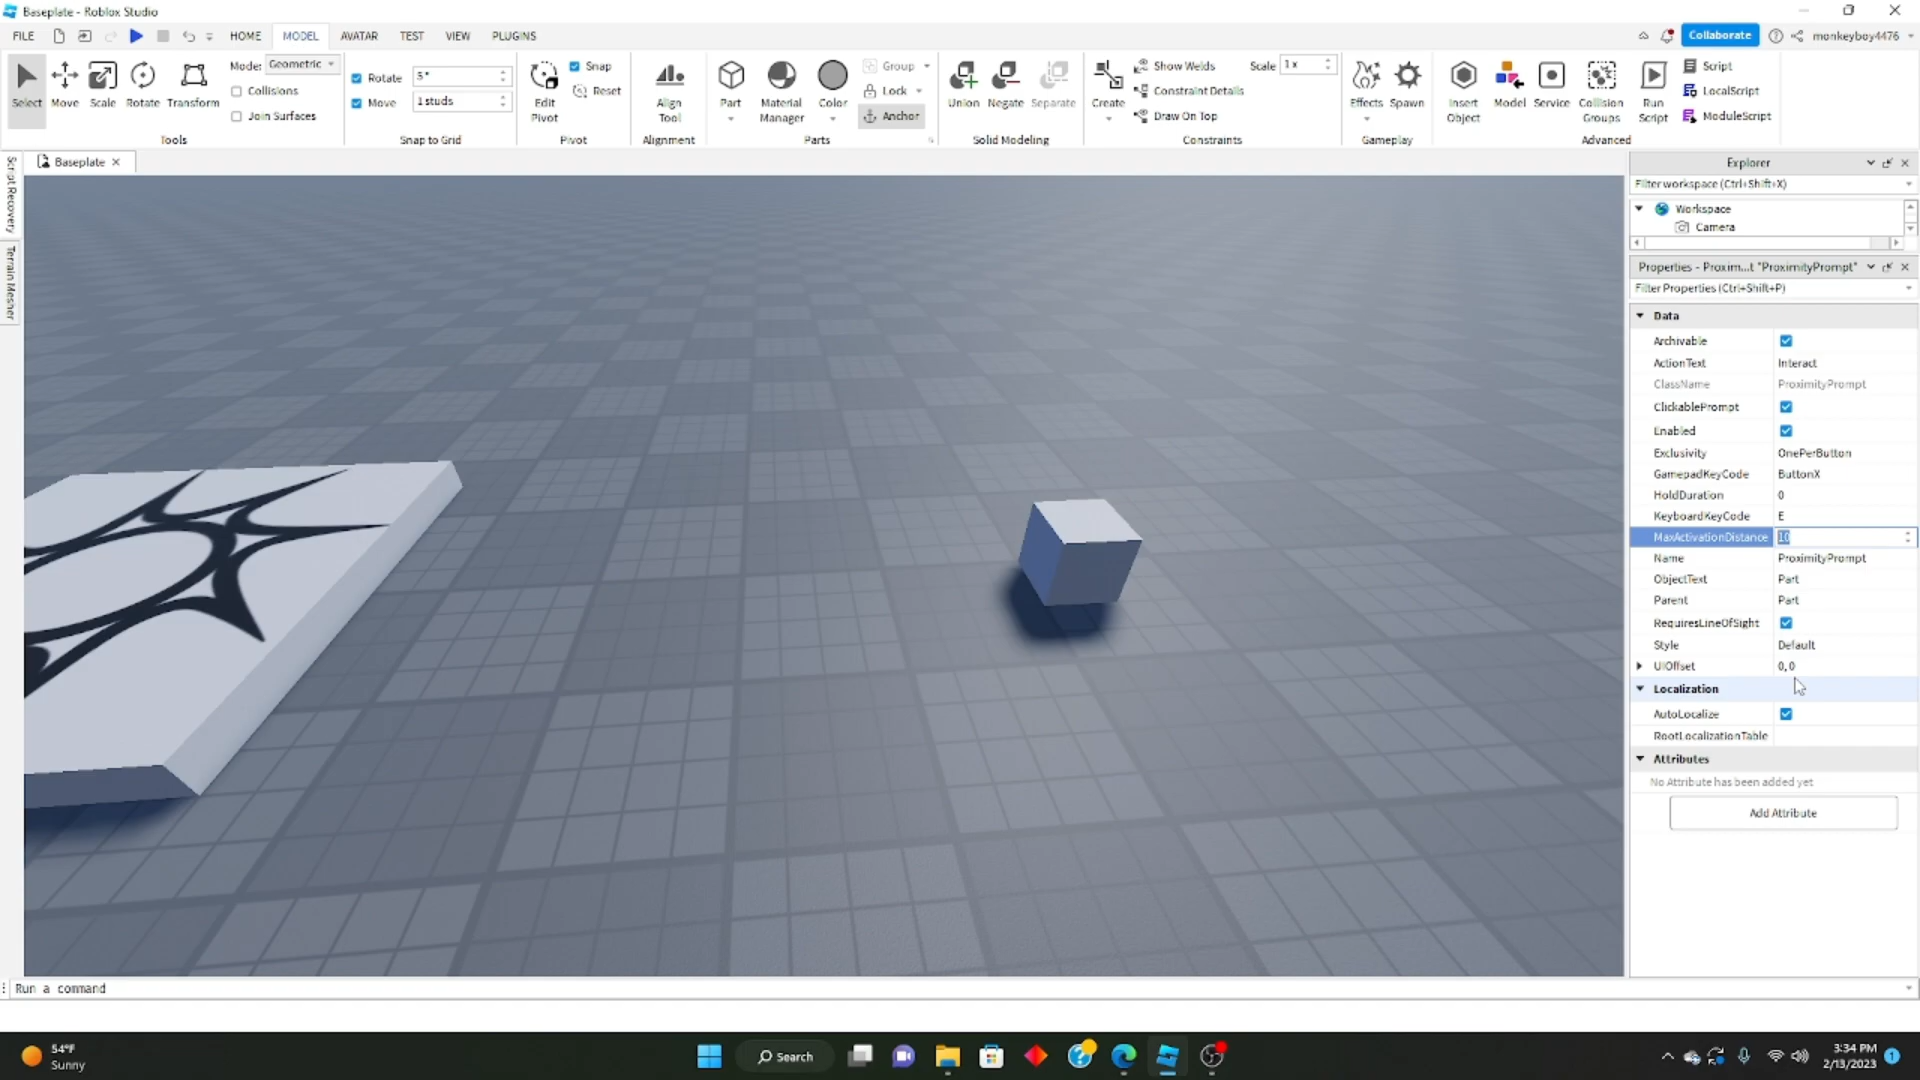 Baseplate - Roblox Studio
FILE HOME MODEL AVATAR TEST VIEW PLUGINS Collaborate monkeyboy4476
Select Move Scale Rotate Transform Mode: Geometric Collisions Join Surfaces
Tools
Rotate 5° Move 1 studs
Snap to Grid
Edit Pivot Snap Reset
Pivot
Align Tool
Alignment
Part Material Manager Color Group Lock Anchor
Parts
Union Negate Separate
Solid Modeling
Create Show Welds Constraint Details Draw On Top Scale 1 x
Constraints
Effects Spawn
Gameplay
Insert Object Model Service Collision Groups Run Script Script LocalScript ModuleScript
Advanced
Script Recovery
Terrain Mesher
Baseplate
Explorer
Filter workspace (Ctrl+Shift+X)
Workspace
Camera
Properties - Proxim...t "ProximityPrompt"
Filter Properties (Ctrl+Shift+P)
Data
Archivable
ActionText Interact
ClassName ProximityPrompt
ClickablePrompt
Enabled
Exclusivity OnePerButton
GamepadKeyCode ButtonX
HoldDuration 0
KeyboardKeyCode E
MaxActivationDistance 10
Name ProximityPrompt
ObjectText Part
Parent Part
RequiresLineOfSight
Style Default
UIOffset 0, 0
Localization
AutoLocalize
RootLocalizationTable
Attributes
No Attribute has been added yet
Add Attribute
Run a command
54°F
Sunny
Search
3:34 PM
2/13/2023
1